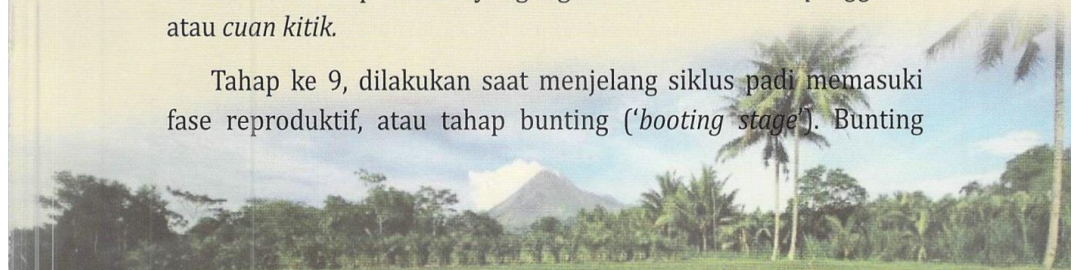 atau cuan kitik.
Tahap ke 9, dilakukan saat menjelang siklus padi memasuki
fase reproduktif, atau tahap bunting (‘booting stage’). Bunting